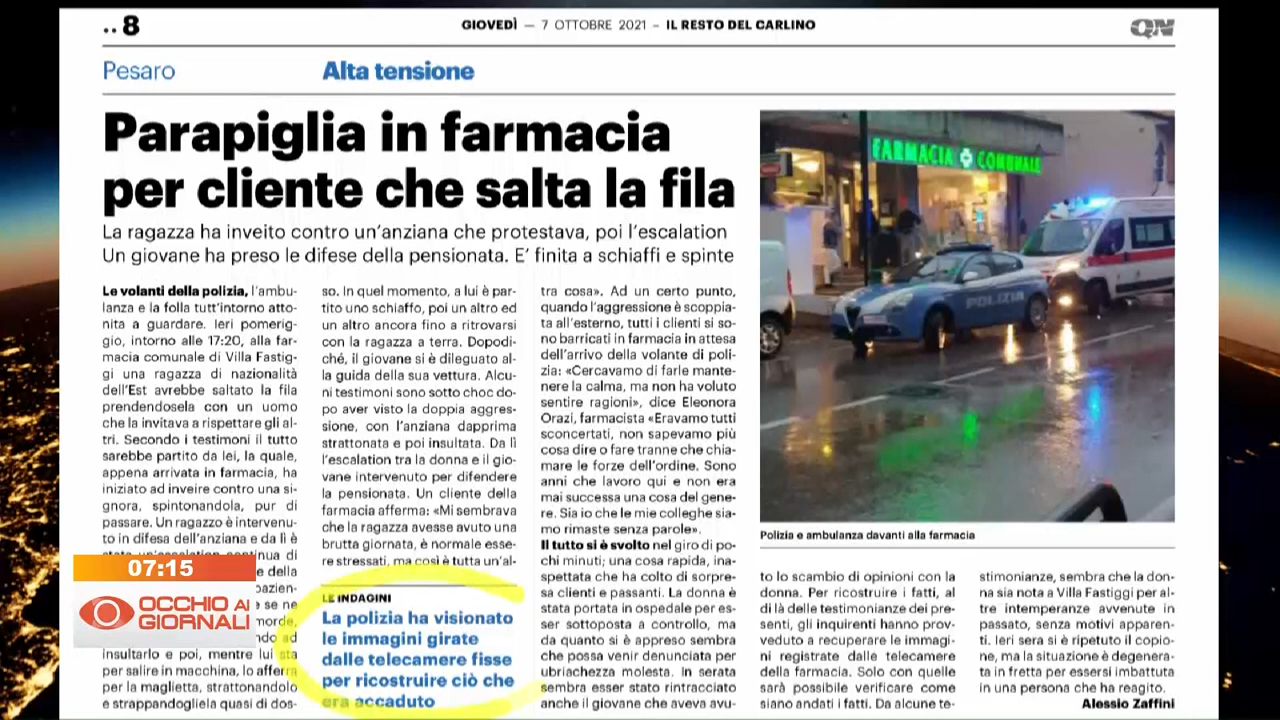 ..8
GIOVEDÌ — 7 OTTOBRE 2021 – IL RESTO DEL CARLINO
QN
Pesaro
Alta tensione
Parapiglia in farmacia
per cliente che salta la fila
La ragazza ha inveito contro un'anziana che protestava, poi l'escalation
Un giovane ha preso le difese della pensionata. E' finita a schiaffi e spinte
Le volanti della polizia, l'ambu-
lanza e la folla tutt'intorno atto-
nita a guardare. Ieri pomerig-
gio, intorno alle 17:20, alla far-
macia comunale di Villa Fastig-
gi una ragazza di nazionalità
dell'Est avrebbe saltato la fila
prendendosela con un uomo
che la invitava a rispettare gli al-
tri. Secondo i testimoni il tutto
sarebbe partito da lei, la quale,
appena arrivata in farmacia, ha
iniziato ad inveire contro una si-
gnora, spintonandola, pur di
passare. Un ragazzo è intervenu-
to in difesa dell'anziana e da lì è
stata un'escalation continua di
e della
pazien-
e se ne
morde,
ndo ad
insultarlo e poi, mentre lui sta
per salire in macchina, lo afferra
per la maglietta, strattonandolo
e strappandogliela quasi di dos-
so. In quel momento, a lui è par-
tito uno schiaffo, poi un altro ed
un altro ancora fino a ritrovarsi
con la ragazza a terra. Dopodi-
ché, il giovane si è dileguato al-
la guida della sua vettura. Alcu-
ni testimoni sono sotto choc do-
po aver visto la doppia aggres-
sione, con l'anziana dapprima
strattonata e poi insultata. Da lì
l'escalation tra la donna e il gio-
vane intervenuto per difendere
la pensionata. Un cliente della
farmacia afferma: «Mi sembrava
che la ragazza avesse avuto una
brutta giornata, è normale esse-
re stressati, ma così è tutta un'al-
LE INDAGINI
La polizia ha visionato
le immagini girate
dalle telecamere fisse
per ricostruire ciò che
era accaduto
tra cosa». Ad un certo punto,
quando l'aggressione è scoppia-
ta all'esterno, tutti i clienti si so-
no barricati in farmacia in attesa
dell'arrivo della volante di poli-
zia: «Cercavamo di farle mante-
nere la calma, ma non ha voluto
sentire ragioni», dice Eleonora
Orazi, farmacista «Eravamo tutti
sconcertati, non sapevamo più
cosa dire o fare tranne che chia-
mare le forze dell'ordine. Sono
anni che lavoro qui e non era
mai successa una cosa del gene-
re. Sia io che le mie colleghe sia-
mo rimaste senza parole».
Il tutto si è svolto nel giro di po-
chi minuti; una cosa rapida, ina-
spettata che ha colto di sorpre-
sa clienti e passanti. La donna è
stata portata in ospedale per es-
ser sottoposta a controllo, ma
da quanto si è appreso sembra
che possa venir denunciata per
ubriachezza molesta. In serata
sembra esser stato rintracciato
anche il giovane che aveva avu-
FARMACIA COMUNALE
POLIZIA
Polizia e ambulanza davanti alla farmacia
to lo scambio di opinioni con la
donna. Per ricostruire i fatti, al
di là delle testimonianze dei pre-
senti, gli inquirenti hanno prov-
veduto a recuperare le immagi-
ni registrate dalle telecamere
della farmacia. Solo con quelle
sarà possibile verificare come
siano andati i fatti. Da alcune te-
stimonianze, sembra che la don-
na sia nota a Villa Fastiggi per al-
tre intemperanze avvenute in
passato, senza motivi apparen-
ti. Ieri sera si è ripetuto il copio-
ne, ma la situazione è degenera-
ta in fretta per essersi imbattuta
in una persona che ha reagito.
Alessio Zaffini
07:15
OCCHIO AI
GIORNALI